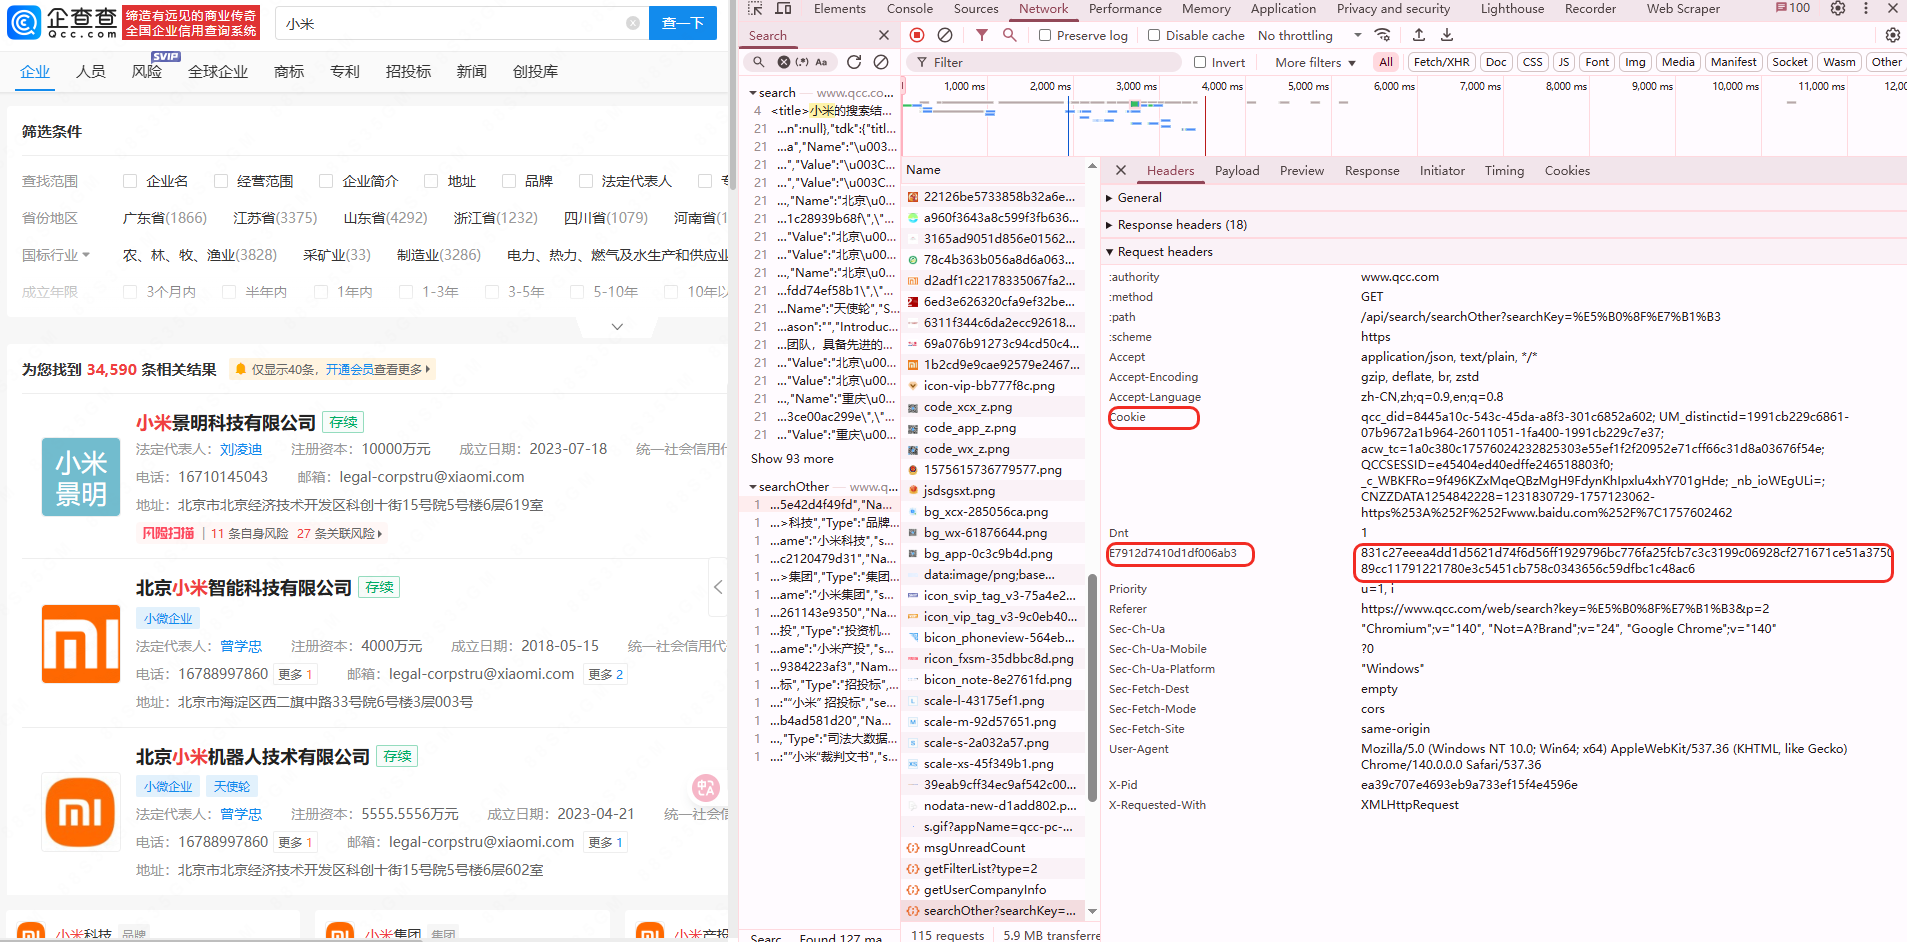 企查查
Qcc.com
缔造有远见的商业传奇
全国企业信用查询系统
小米
查一下
企业
人员
风险
SVIP
全球企业
商标
专利
招投标
新闻
创投库
筛选条件
查找范围
企业名
经营范围
企业简介
地址
品牌
法定代表人
省份地区
广东省(1866)
江苏省(3375)
山东省(4292)
浙江省(1232)
四川省(1079)
河南省(1
国标行业
农、林、牧、渔业(3828)
采矿业(33)
制造业(3286)
电力、热力、燃气及水生产和供应业
成立年限
3个月内
半年内
1年内
1-3年
3-5年
5-10年
10年以
为您找到 34,590 条相关结果
仅显示40条，开通会员查看更多
小米景明科技有限公司
存续
小米
景明
法定代表人：刘凌迪
注册资本：10000万元
成立日期：2023-07-18
统一社会信用代
电话：16710145043
邮箱：legal-corpstru@xiaomi.com
地址：北京市北京经济技术开发区科创十街15号院5号楼6层619室
风险扫描
11 条自身风险
27 条关联风险
北京小米智能科技有限公司
存续
小微企业
法定代表人：曾学忠
注册资本：4000万元
成立日期：2018-05-15
统一社会信用代
电话：16788997860
更多 1
邮箱：legal-corpstru@xiaomi.com
更多 2
地址：北京市海淀区西二旗中路33号院6号楼3层003号
北京小米机器人技术有限公司
存续
小微企业
天使轮
法定代表人：曾学忠
注册资本：5555.5556万元
成立日期：2023-04-21
统一社会信
电话：16788997860
更多 1
邮箱：legal-corpstru@xiaomi.com
更多 1
地址：北京市北京经济技术开发区科创十街15号院5号楼6层602室
小米科技
品牌
小米集团
集团
小米产投
Elements
Console
Sources
Network
Performance
Memory
Application
Privacy and security
Lighthouse
Recorder
Web Scraper
100
Search
Preserve log
Disable cache
No throttling
(.*)
Aa
Filter
Invert
More filters
All
Fetch/XHR
Doc
CSS
JS
Font
Img
Media
Manifest
Socket
Wasm
Other
1,000 ms
2,000 ms
3,000 ms
4,000 ms
5,000 ms
6,000 ms
7,000 ms
8,000 ms
9,000 ms
10,000 ms
11,000 ms
12,0
search — www.qcc.co...
4 <title>小米的搜索结...
21 ...n":null},"tdk":{"titl...
21 ...a","Name":"\u003...
21 ...","Value":"\u003C...
21 ...","Value":"\u003C...
21 ...,"Name":"北京\u00...
21 ...1c28939b68f\",\"...
21 ..."Value":"北京\u00...
21 ..."Value":"北京\u00...
21 ...,"Name":"北京\u0...
21 ...fdd74ef58b1\",\"...
21 ...Name":"天使轮","S...
21 ...ason":"","Introduc...
21 ...团队，具备先进的...
21 ..."Value":"北京\u00...
21 ..."Value":"北京\u00...
21 ...,"Name":"重庆\u0...
21 ...3ce00ac299e\",\"...
21 ..."Value":"重庆\u00...
Show 93 more
searchOther — www.q...
1 ...5e42d4f49fd","Na...
1 ...>科技","Type":"品牌...
1 ...ame":"小米科技","s...
1 ...c2120479d31","Na...
1 ...>集团","Type":"集团...
1 ...ame":"小米集团","s...
1 ...261143e9350","Na...
1 ...投","Type":"投资机...
1 ...ame":"小米产投","s...
1 ...9384223af3","Nam...
1 ...标","Type":"招投标",...
1 ...:"“小米” 招投标","se...
1 ...b4ad581d20","Na...
1 ...,"Type":"司法大数据...
1 ...:"“小米”裁判文书","s...
Searc
Found 127 ma
Name
22126be5733858b32a6e...
a960f3643a8c599f3fb636...
3165ad9051d856e01562...
78c4b363b056a8d6a063...
d2adf1c22178335067fa2...
6ed3e626320cfa9ef32be...
6311f344c6da2ecc92618...
69a076b91273c94cd50c4...
1b2cd9e9cae92579e2467...
icon-vip-bb777f8c.png
code_xcx_z.png
code_app_z.png
code_wx_z.png
1575615736779577.png
jsdsgsxt.png
bg_xcx-285056ca.png
bg_wx-61876644.png
bg_app-0c3c9b4d.png
data:image/png;base...
icon_svip_tag_v3-75a4e2...
icon_vip_tag_v3-9c0eb40...
bicon_phoneview-564eb...
ricon_fxsm-35dbbc8d.png
bicon_note-8e2761fd.png
scale-l-43175ef1.png
scale-m-92d57651.png
scale-s-2a032a57.png
scale-xs-45f349b1.png
39eab9cff34ec9af542c00...
nodata-new-d1add802.p...
s.gif?appName=qcc-pc-...
msgUnreadCount
getFilterList?type=2
getUserCompanyInfo
searchOther?searchKey=...
115 requests
5.9 MB transferre
Headers
Payload
Preview
Response
Initiator
Timing
Cookies
General
Response headers (18)
Request headers
:authority
www.qcc.com
:method
GET
:path
/api/search/searchOther?searchKey=%E5%B0%8F%E7%B1%B3
:scheme
https
Accept
application/json, text/plain, */*
Accept-Encoding
gzip, deflate, br, zstd
Accept-Language
zh-CN,zh;q=0.9,en;q=0.8
Cookie
qcc_did=8445a10c-543c-45da-a8f3-301c6852a602; UM_distinctid=1991cb229c6861-
07b9672a1b964-26011051-1fa400-1991cb229c7e37;
acw_tc=1a0c380c17576024232825303e55ef1f2f20952e71cff66c31d8a03676f54e;
QCCSESSID=e45404ed40edffe246518803f0;
_c_WBKFRo=9f496KZxMqeQBzMgH9FdynKhIpxlu4xhY701gHde; _nb_ioWEgULi=;
CNZZDATA1254842228=1231830729-1757123062-
https%253A%252F%252Fwww.baidu.com%252F%7C1757602462
Dnt
1
E7912d7410d1df006ab3
831c27eeea4dd1d5621d74f6d56ff1929796bc776fa25fcb7c3c3199c06928cf271671ce51a3750
89cc11791221780e3c5451cb758c0343656c59dfbc1c48ac6
Priority
u=1, i
Referer
https://www.qcc.com/web/search?key=%E5%B0%8F%E7%B1%B3&p=2
Sec-Ch-Ua
"Chromium";v="140", "Not=A?Brand";v="24", "Google Chrome";v="140"
Sec-Ch-Ua-Mobile
?0
Sec-Ch-Ua-Platform
"Windows"
Sec-Fetch-Dest
empty
Sec-Fetch-Mode
cors
Sec-Fetch-Site
same-origin
User-Agent
Mozilla/5.0 (Windows NT 10.0; Win64; x64) AppleWebKit/537.36 (KHTML, like Gecko)
Chrome/140.0.0.0 Safari/537.36
X-Pid
ea39c707e4693eb9a733ef15f4e4596e
X-Requested-With
XMLHttpRequest